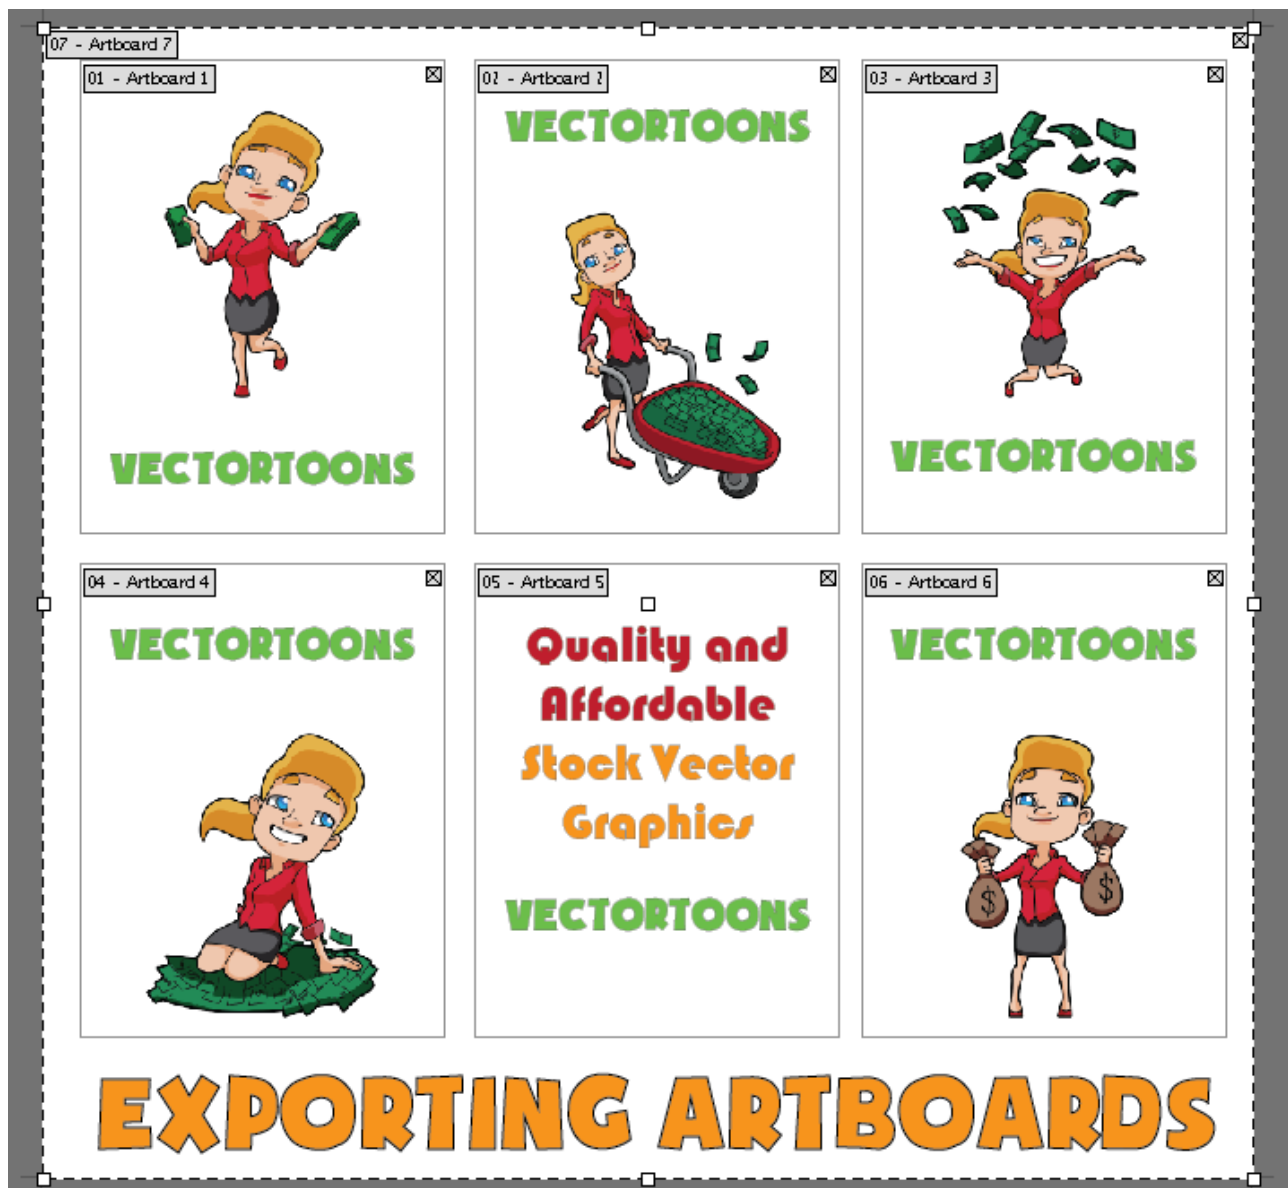 07 - Artboard 7
01 - Artboard 1
02 - Artboard 2
03 - Artboard 3
VECTORTOONS
VECTORTOONS
VECTORTOONS
04 - Artboard 4
05 - Artboard 5
06 - Artboard 6
VECTORTOONS
Quality and
Affordable
Stock Vector
Graphics
VECTORTOONS
VECTORTOONS
$
$
EXPORTING ARTBOARDS